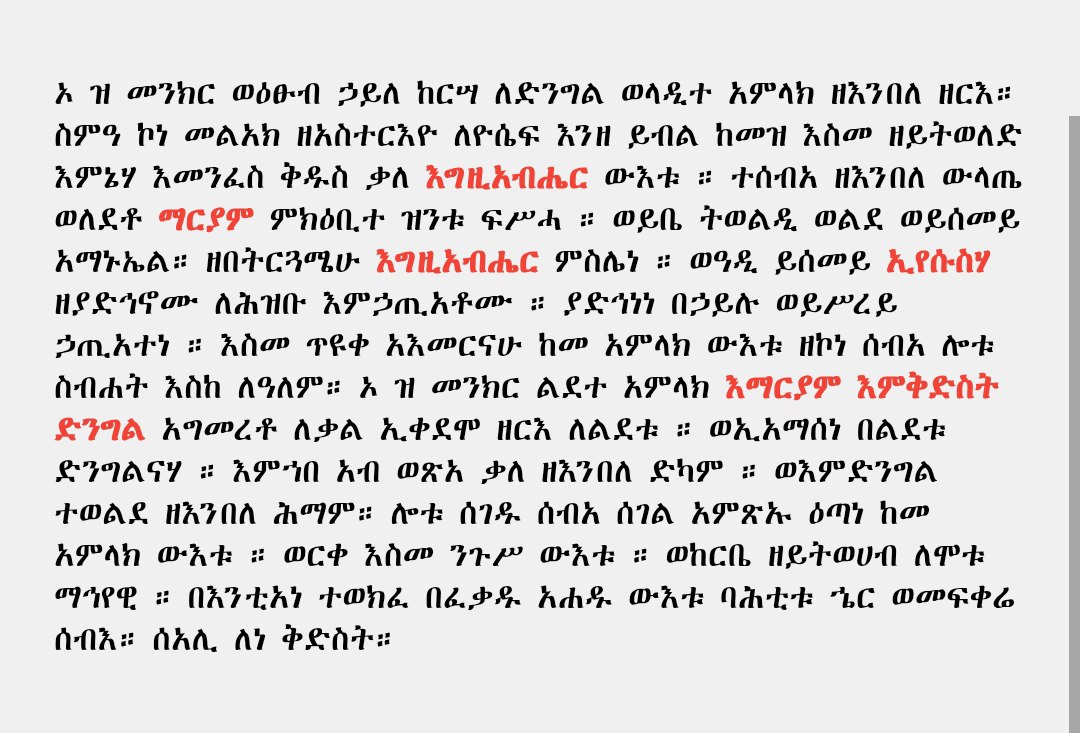 ኦ ዝ መንክር ወዕፁብ ኃይለ ከርሣ ለድንግል ወላዲተ አምላክ ዘእንበለ ዘርእ።
ስምዓ ኮነ መልአክ ዘአስተርእዮ ለዮሴፍ እንዘ ይብል ከመዝ እስመ ዘይትወለድ
እምኔሃ እመንፈስ ቅዱስ ቃለ እግዚአብሔር ውእቱ ። ተሰብአ ዘእንበለ ውላጤ
ወለደቶ ማርያም ምክዕቢተ ዝንቱ ፍሥሓ ። ወይቤ ትወልዲ ወልደ ወይሰመይ
አማኑኤል። ዘበትርጓሜሁ እግዚአብሔር ምስሌነ ። ወዓዲ ይሰመይ ኢየሱስሃ
ዘያድኅኖሙ ለሕዝቡ እምኃጢአቶሙ ። ያድኅነነ በኃይሉ ወይሥረይ
ኃጢአተነ ። እስመ ጥዩቀ አእመርናሁ ከመ አምላክ ውእቱ ዘኮነ ሰብአ ሎቱ
ስብሐት እስከ ለዓለም። ኦ ዝ መንክር ልደተ አምላክ እማርያም እምቅድስት
ድንግል አግመረቶ ለቃል ኢቀደሞ ዘርእ ለልደቱ ። ወኢአማሰነ በልደቱ
ድንግልናሃ ። እምኀበ አብ ወጽአ ቃለ ዘእንበለ ድካም ። ወእምድንግል
ተወልደ ዘእንበለ ሕማም። ሎቱ ሰገዱ ሰብአ ሰገል አምጽኡ ዕጣነ ከመ
አምላክ ውእቱ ። ወርቀ እስመ ንጉሥ ውእቱ ። ወከርቤ ዘይትወሀብ ለሞቱ
ማኅየዊ ። በእንቲአነ ተወክፈ በፈቃዱ አሐዱ ውእቱ ባሕቲቱ ኄር ወመፍቀሬ
ሰብእ። ሰአሊ ለነ ቅድስት።